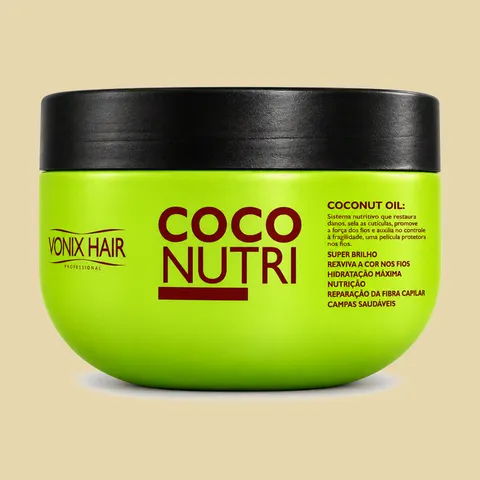 VONIX HAIR
PROFESSIONAL
COCO
NUTRI
COCONUT OIL:
Sistema nutritivo que restaura
danos, sela as cutículas, promove
a força dos fios e auxilia no controle
à fragilidade, uma película protetora
nos fios.
SUPER BRILHO
REAVIVA A COR NOS FIOS
HIDRATAÇÃO MÁXIMA
NUTRIÇÃO
REPARAÇÃO DA FIBRA CAPILAR
CAMPAS SAUDÁVEIS